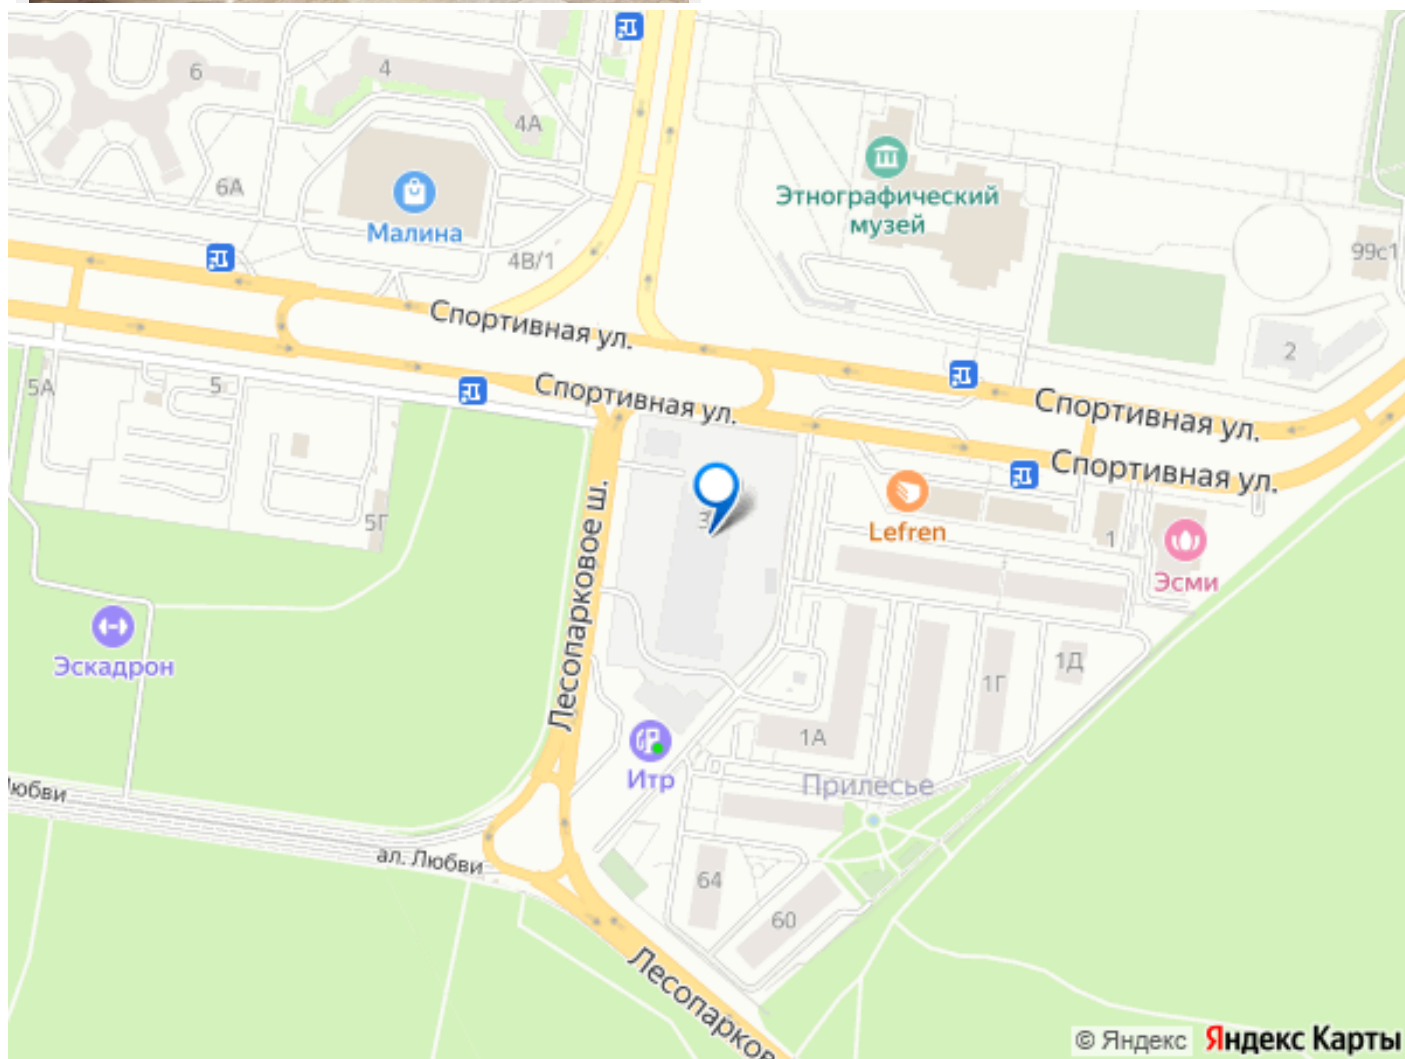 6
4
4А
6А
Малина
4В/1
Этнографический
музей
99с1
Спортивная ул.
2
5А
5
Спортивная ул.
Спортивная ул.
Спортивная ул.
5Г
Lefren
1
Эсми
Лесопарковое ш.
Эскадрон
1Д
1Г
1А
Итр
Прилесье
ал. Любви
64
60
Лесопарков
© Яндекс Яндекс Карты